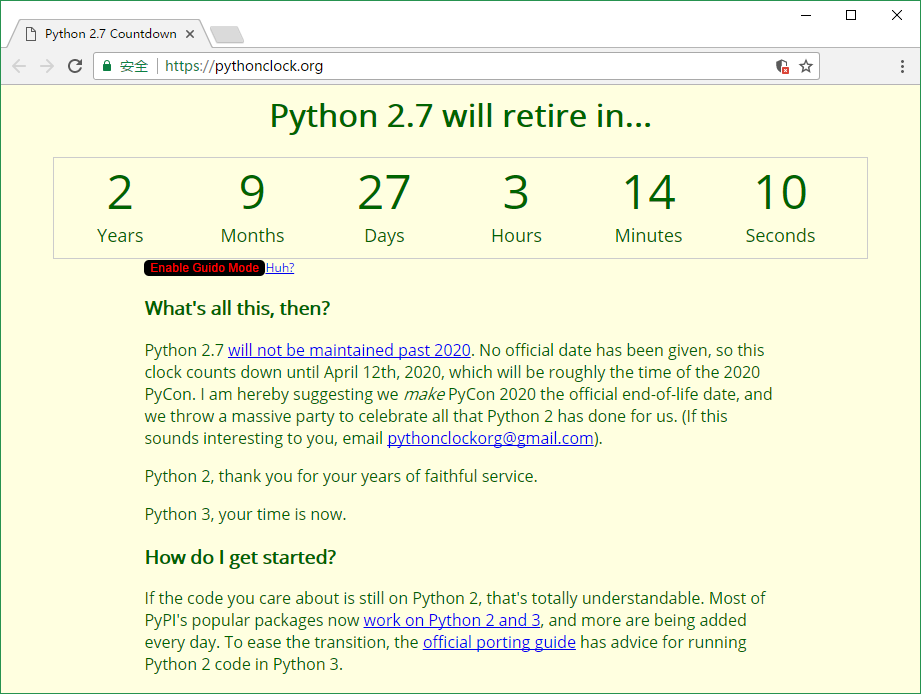 Python 2.7 Countdown
安全 https://pythonclock.org
Python 2.7 will retire in...
2 9 27 3 14 10
Years Months Days Hours Minutes Seconds
Enable Guido Mode Huh?
What's all this, then?
Python 2.7 will not be maintained past 2020. No official date has been given, so this
clock counts down until April 12th, 2020, which will be roughly the time of the 2020
PyCon. I am hereby suggesting we make PyCon 2020 the official end-of-life date, and
we throw a massive party to celebrate all that Python 2 has done for us. (If this
sounds interesting to you, email pythonclockorg@gmail.com).
Python 2, thank you for your years of faithful service.
Python 3, your time is now.
How do I get started?
If the code you care about is still on Python 2, that's totally understandable. Most of
PyPI's popular packages now work on Python 2 and 3, and more are being added
every day. To ease the transition, the official porting guide has advice for running
Python 2 code in Python 3.